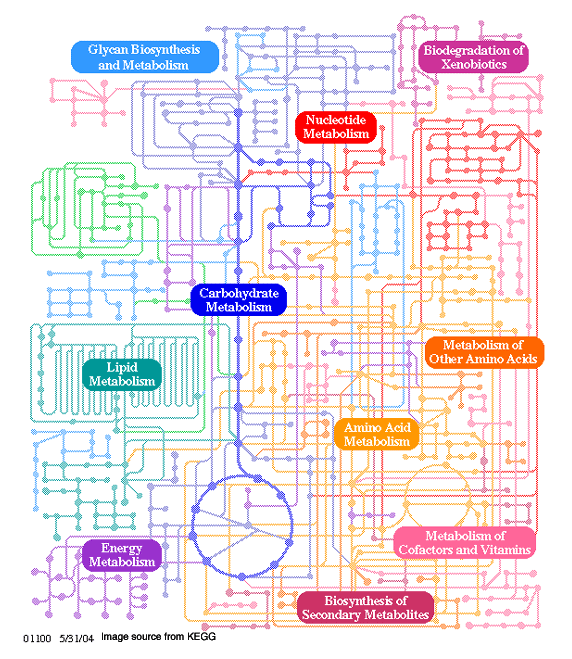 Glycan Biosynthesis
and Metabolism
Biodegradation of
Xenobiotics
Nucleotide
Metabolism
Carbohydrate
Metabolism
Lipid
Metabolism
Metabolism of
Other Amino Acids
Amino Acid
Metabolism
Energy
Metabolism
Metabolism of
Cofactors and Vitamins
Biosynthesis of
Secondary Metabolites
01100 5/31/04 Image source from KEGG